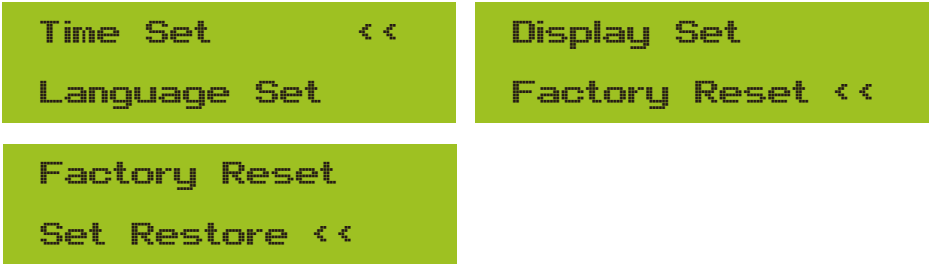 Time Set <<
Language Set
Display Set
Factory Reset <<
Factory Reset
Set Restore <<